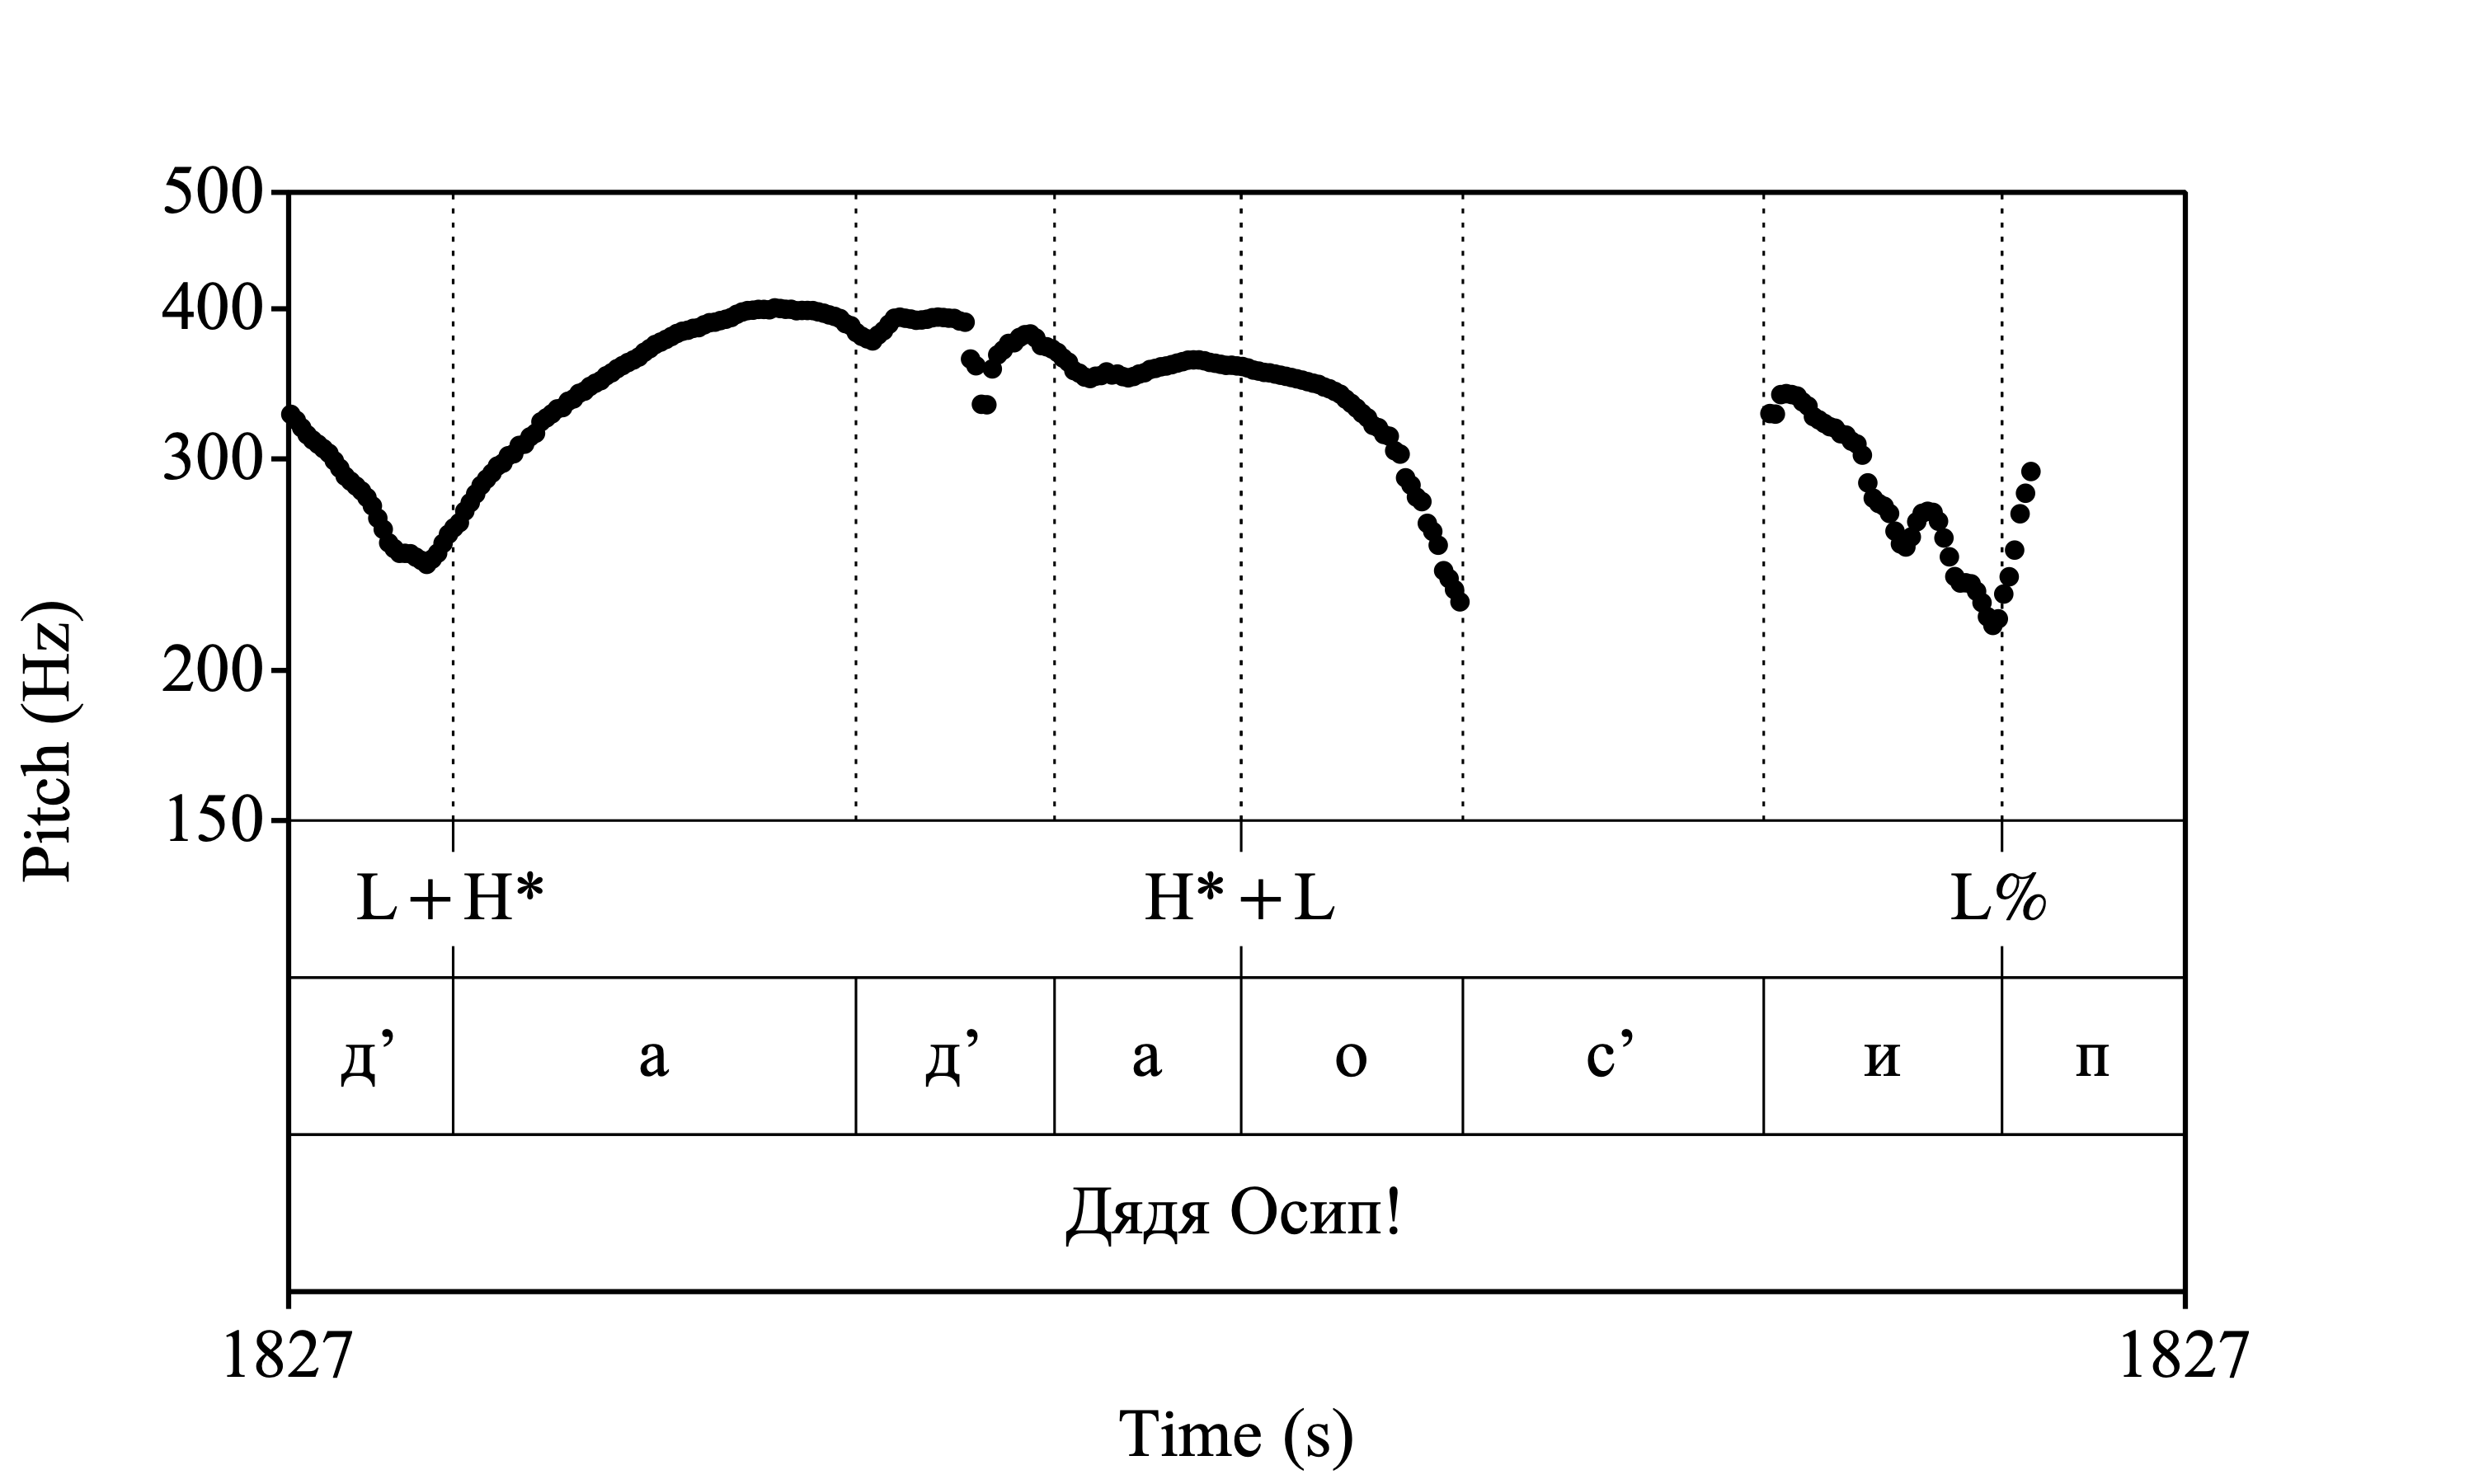 500
400
300
200
150
Pitch (Hz)
L+H* H*+L L%
д’ а д’ а о с’ и п
Дядя Осип!
1827 1827
Time (s)